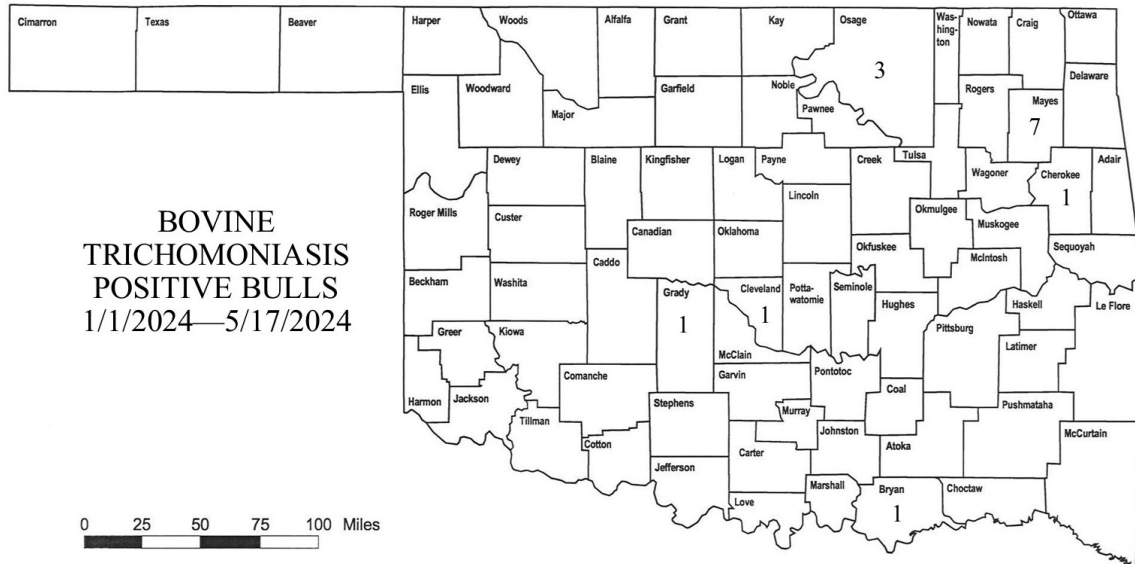 Cimarron
Texas
Beaver
Harper
Woods
Alfalfa
Grant
Kay
Osage
Was-
hing-
ton
Nowata
Craig
Ottawa
3
Delaware
Ellis
Woodward
Major
Garfield
Noble
Pawnee
Rogers
Mayes
7
Dewey
Blaine
Kingfisher
Logan
Payne
Creek
Tulsa
Wagoner
Cherokee
1
Adair
Roger Mills
Custer
Canadian
Oklahoma
Lincoln
Okmulgee
Muskogee
BOVINE
TRICHOMONIASIS
POSITIVE BULLS
1/1/2024—5/17/2024
Okfuskee
McIntosh
Sequoyah
Beckham
Washita
Caddo
Grady
1
Cleveland
1
Potta-
watomie
Seminole
Hughes
Haskell
Le Flore
Greer
Kiowa
McClain
Pittsburg
Latimer
Harmon
Jackson
Comanche
Garvin
Pontotoc
Coal
Tillman
Stephens
Murray
Pushmataha
Cotton
Carter
Johnston
Atoka
McCurtain
Jefferson
Love
Marshall
Bryan
1
Choctaw
0 25 50 75 100 Miles